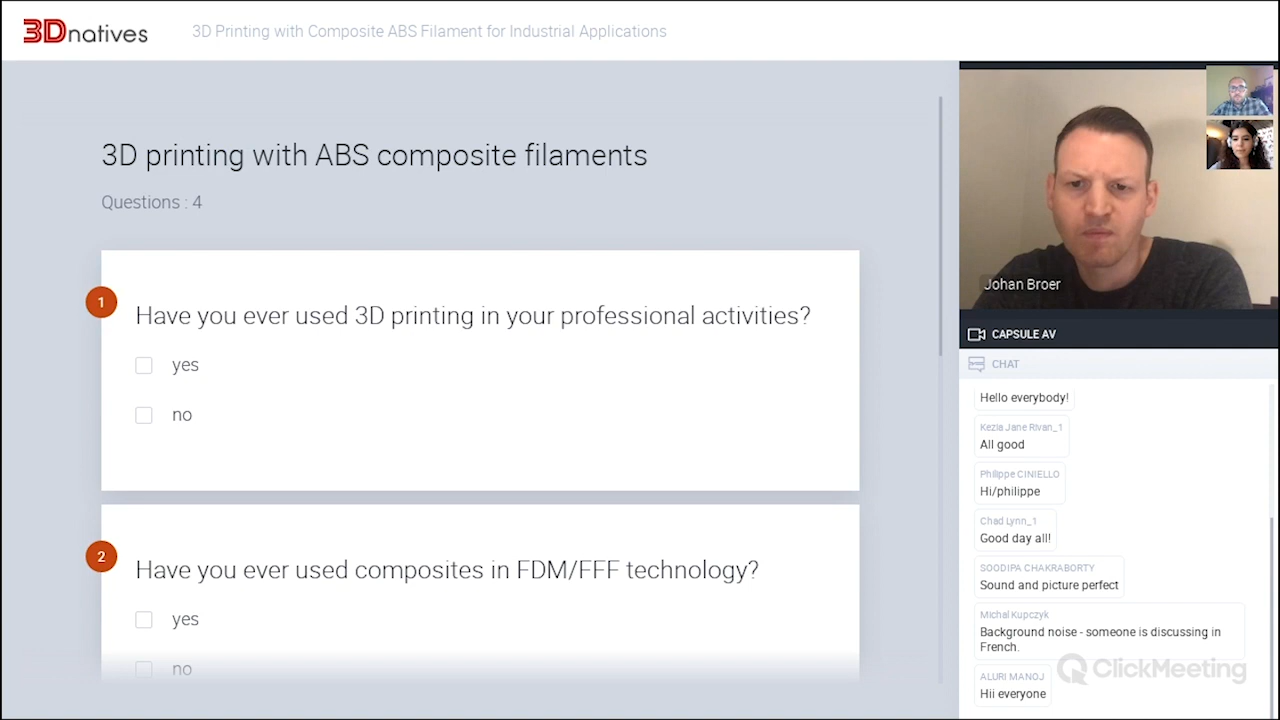 3Dnatives
3D Printing with Composite ABS Filament for Industrial Applications
3D printing with ABS composite filaments
Questions : 4
1
Have you ever used 3D printing in your professional activities?
yes
no
2
Have you ever used composites in FDM/FFF technology?
yes
no
Johan Broer
CAPSULE AV
CHAT
Hello everybody!
Kezia Jane Rivan_1
All good
Philippe CINIELLO
Hi/philippe
Chad Lynn_1
Good day all!
SOODIPA CHAKRABORTY
Sound and picture perfect
Michal Kupczyk
Background noise - someone is discussing in
French.
ClickMeeting
ALURI MANOJ
Hii everyone